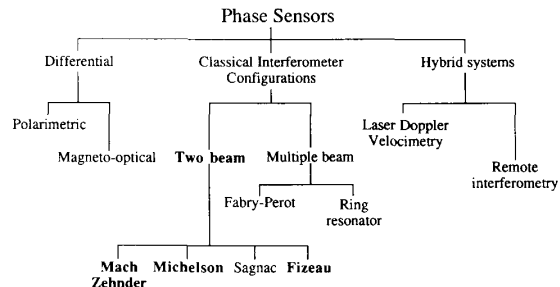 Phase Sensors
Differential
Classical Interferometer
Configurations
Hybrid systems
Polarimetric
Magneto-optical
Two beam
Multiple beam
Laser Doppler
Velocimetry
Remote
interferometry
Fabry-Perot
Ring
resonator
Mach
Zehnder
Michelson
Sagnac
Fizeau